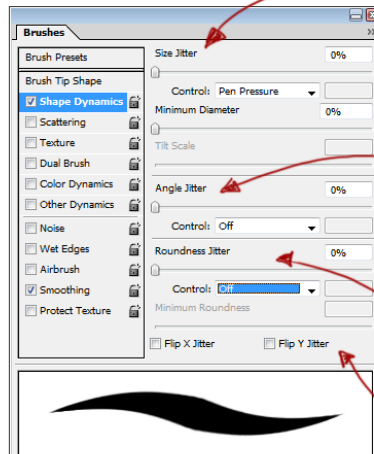 Brushes
Brush Presets
Brush Tip Shape
Shape Dynamics
Scattering
Texture
Dual Brush
Color Dynamics
Other Dynamics
Noise
Wet Edges
Airbrush
Smoothing
Protect Texture
Size Jitter 0%
Control: Pen Pressure
Minimum Diameter 0%
Tilt Scale
Angle Jitter 0%
Control: Off
Roundness Jitter 0%
Control: Off
Minimum Roundness
Flip X Jitter Flip Y Jitter